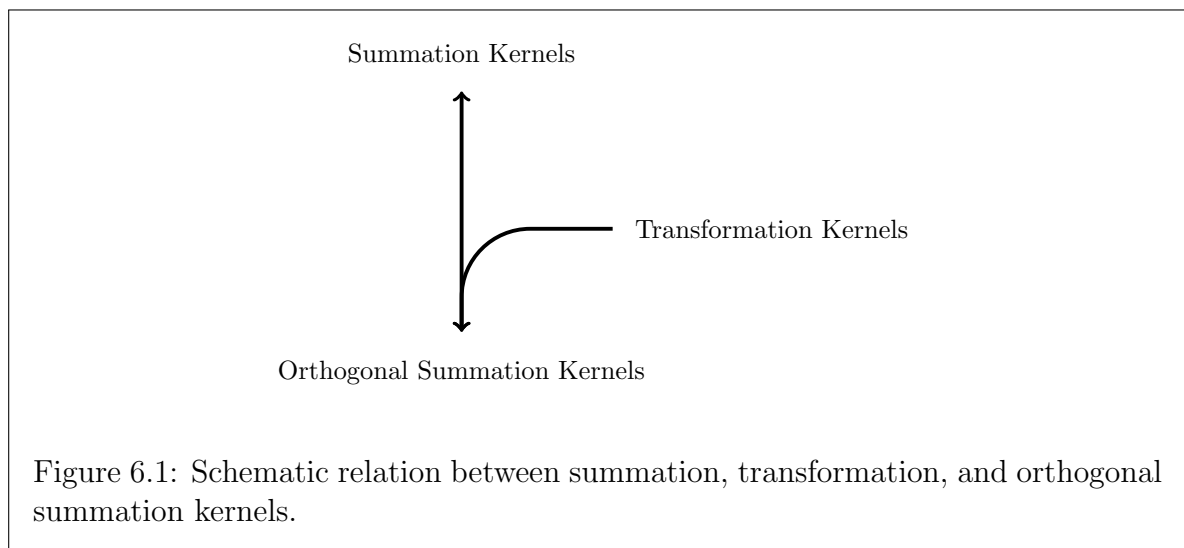 Summation Kernels
Transformation Kernels
Orthogonal Summation Kernels
Figure 6.1: Schematic relation between summation, transformation, and orthogonal
summation kernels.